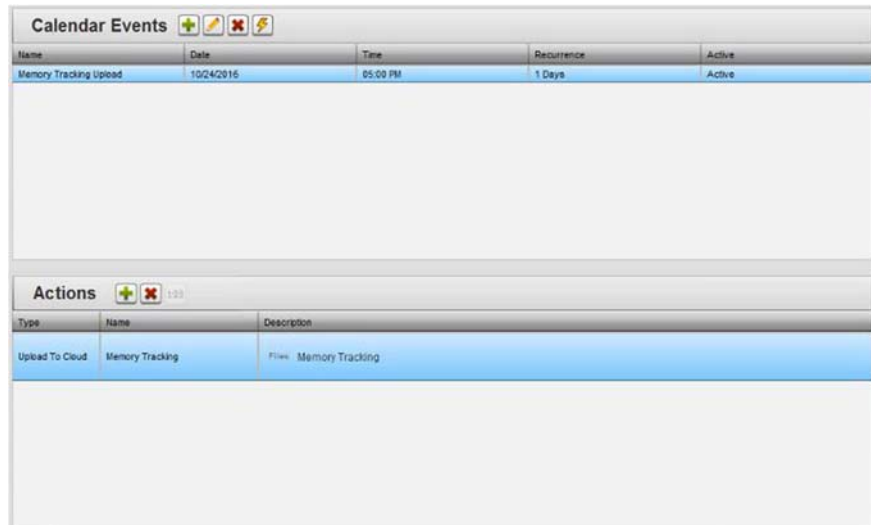 Calendar Events
Name Date Time Recurrence Active
Memory Tracking Upload 10/24/2016 05:00 PM 1 Days Active
Actions
Type Name Description
Upload To Cloud Memory Tracking Files Memory Tracking